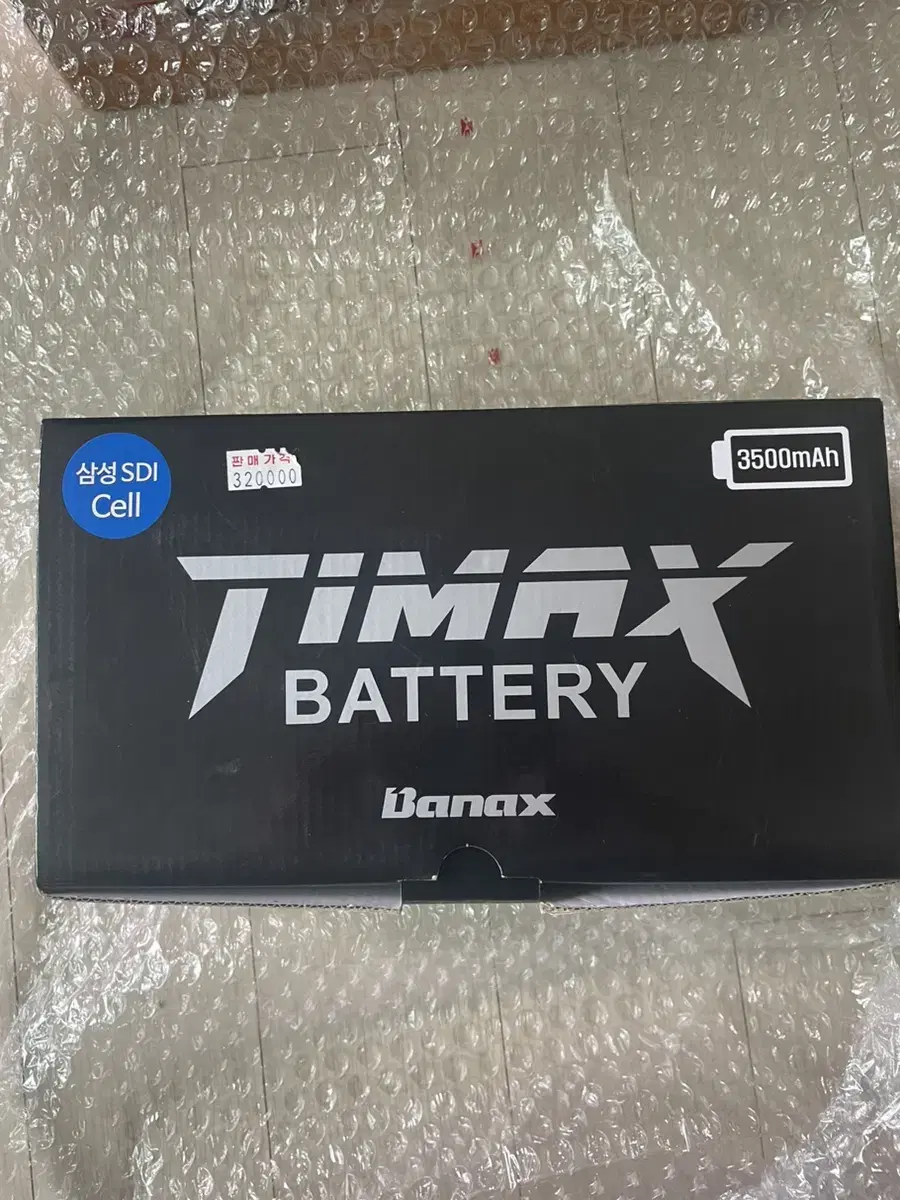 삼성 SDI
Cell
판매가격
320000
3500mAh
TIMAX
BATTERY
Banax